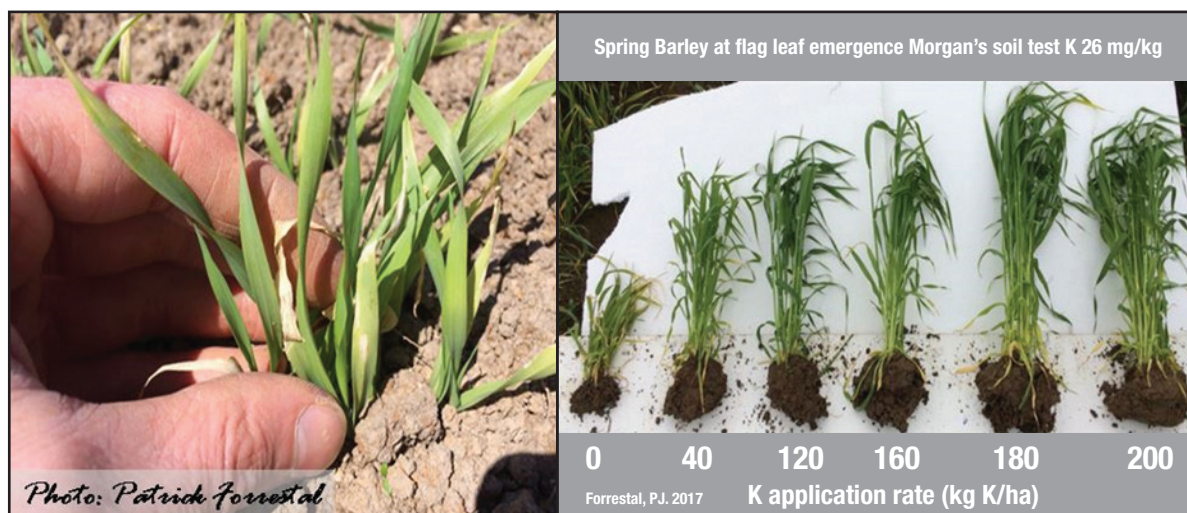 Photo: Patrick Forrestal
Spring Barley at flag leaf emergence Morgan's soil test K 26 mg/kg
0 40 120 160 180 200
Forrestal, PJ. 2017 K application rate (kg K/ha)